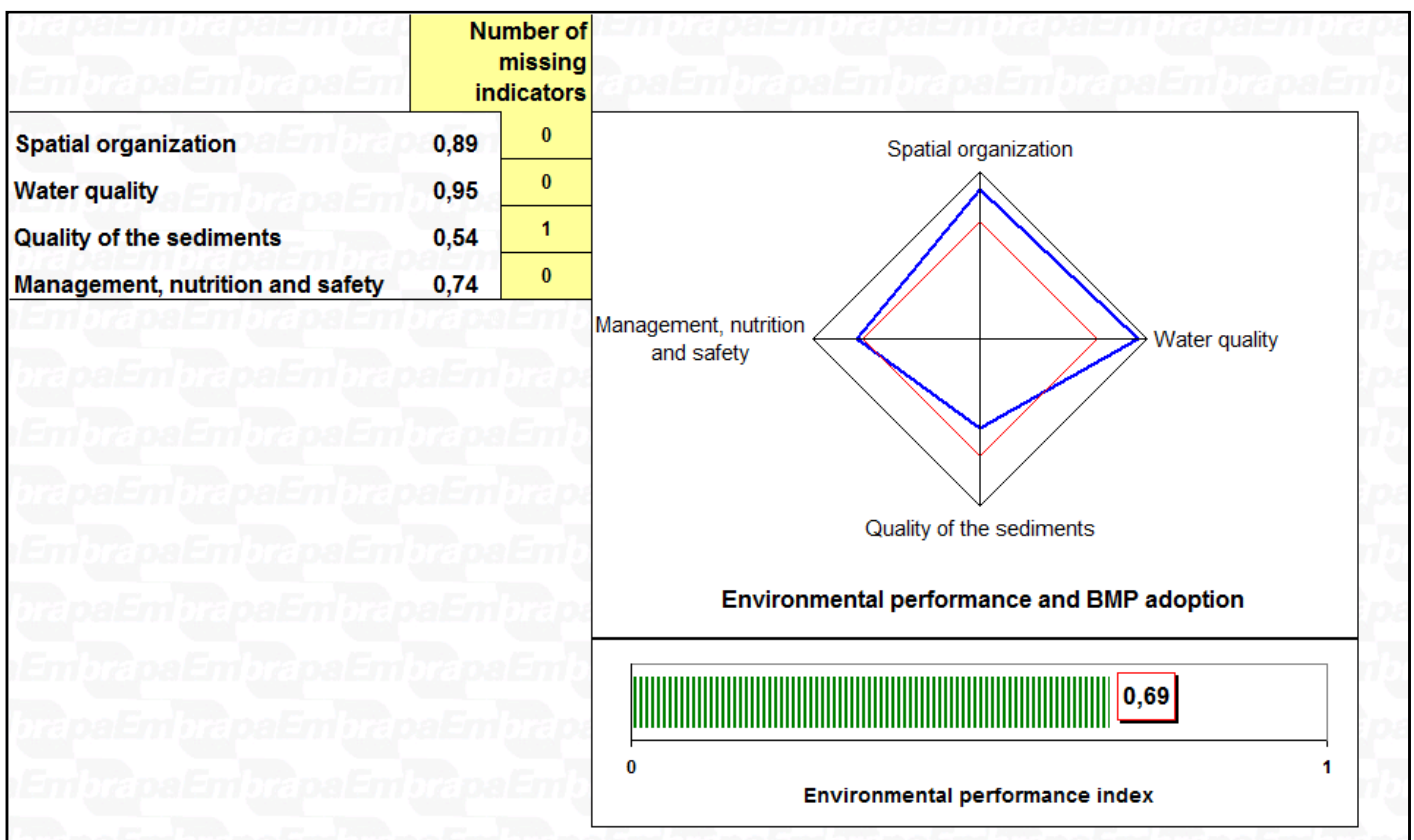 Number of
missing
indicators
Spatial organization 0,89 0
Water quality 0,95 0
Quality of the sediments 0,54 1
Management, nutrition and safety 0,74 0
Spatial organization
Management, nutrition
and safety
Water quality
Quality of the sediments
Environmental performance and BMP adoption
0,69
0 1
Environmental performance index